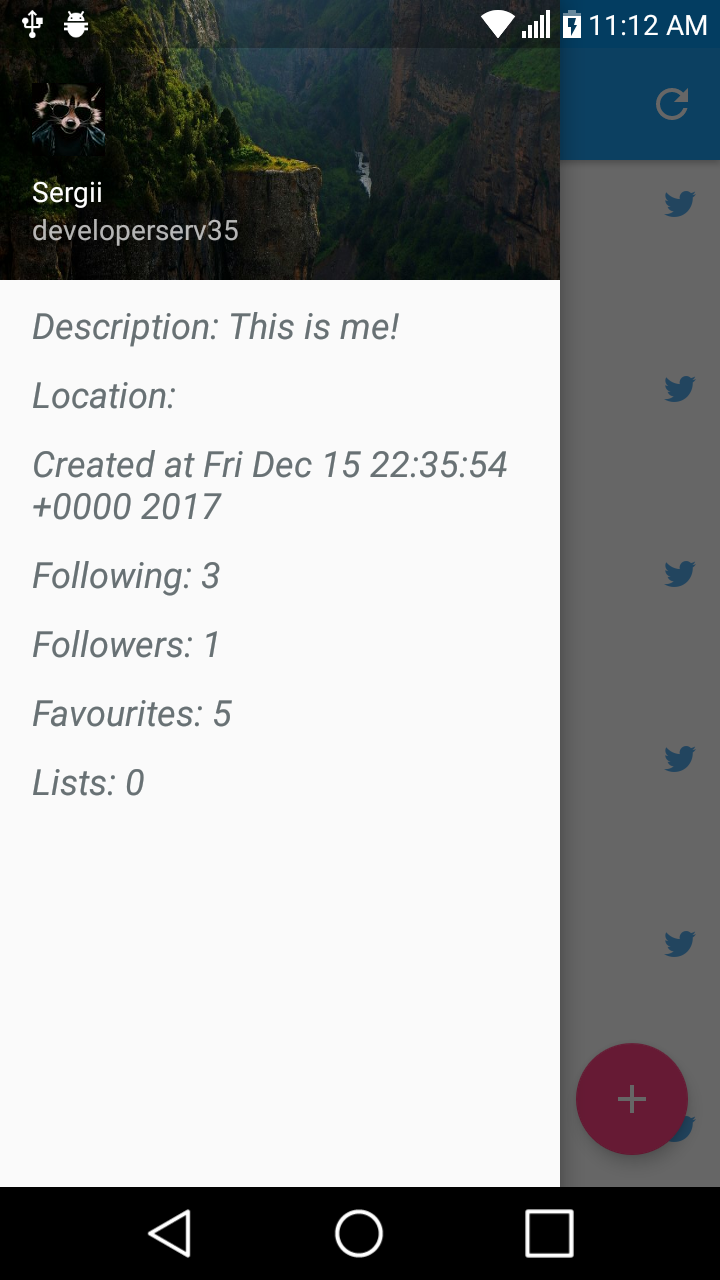 11:12 AM
Sergii
developerserv35
Description: This is me!
Location:
Created at Fri Dec 15 22:35:54
+0000 2017
Following: 3
Followers: 1
Favourites: 5
Lists: 0